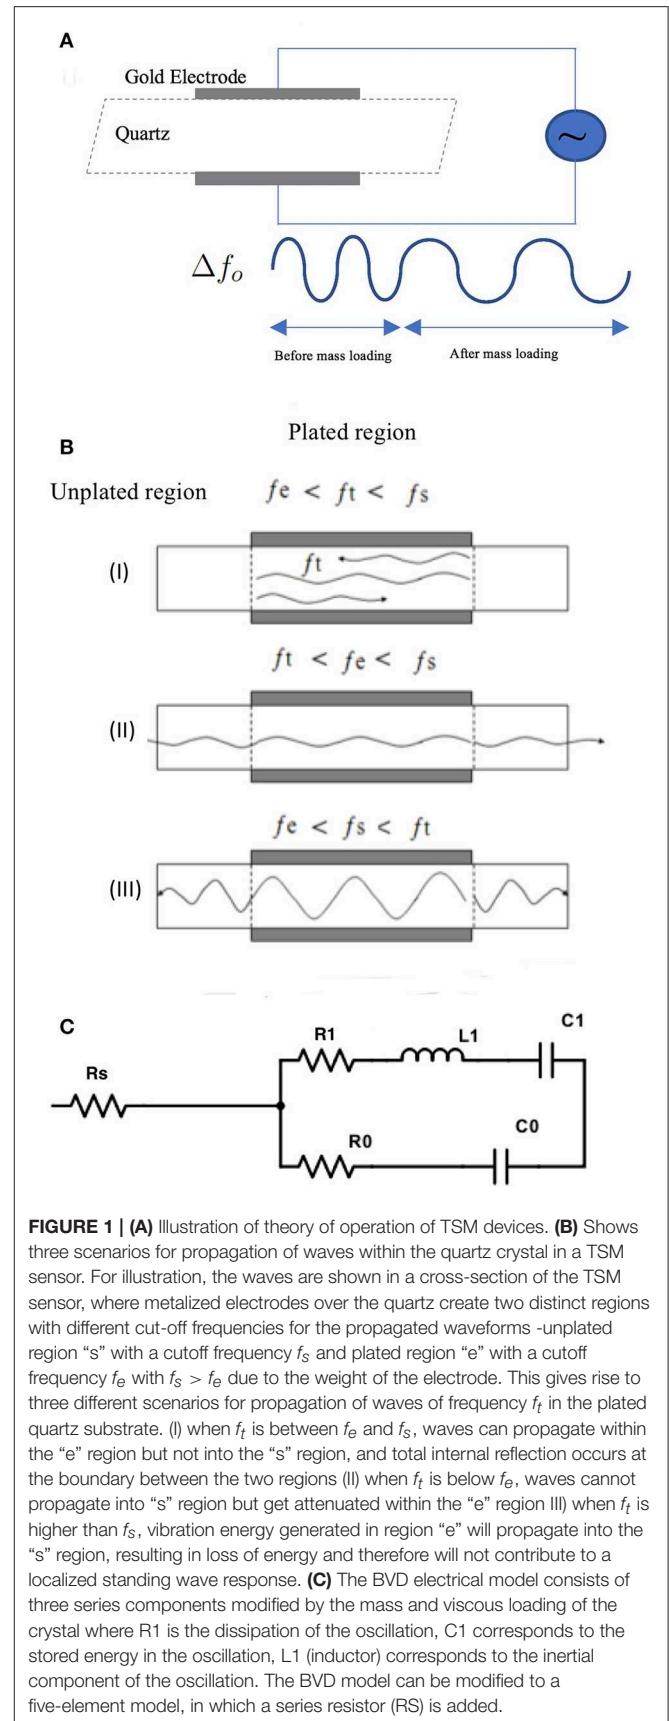 A
Gold Electrode
Quartz
~
Δfₒ
Before mass loading
After mass loading
B
Plated region
Unplated region
fe < ft < fs
(I)
ft
ft < fe < fs
(II)
fe < fs < ft
(III)
C
R1
L1
C1
Rs
R0
C0
FIGURE 1 | (A) Illustration of theory of operation of TSM devices. (B) Shows
three scenarios for propagation of waves within the quartz crystal in a TSM
sensor. For illustration, the waves are shown in a cross-section of the TSM
sensor, where metalized electrodes over the quartz create two distinct regions
with different cut-off frequencies for the propagated waveforms -unplated
region “s” with a cutoff frequency fs and plated region “e” with a cutoff
frequency fe with fs > fe due to the weight of the electrode. This gives rise to
three different scenarios for propagation of waves of frequency ft in the plated
quartz substrate. (I) when ft is between fe and fs, waves can propagate within
the “e” region but not into the “s” region, and total internal reflection occurs at
the boundary between the two regions (II) when ft is below fe, waves cannot
propagate into “s” region but get attenuated within the “e” region III) when ft is
higher than fs, vibration energy generated in region “e” will propagate into the
“s” region, resulting in loss of energy and therefore will not contribute to a
localized standing wave response. (C) The BVD electrical model consists of
three series components modified by the mass and viscous loading of the
crystal where R1 is the dissipation of the oscillation, C1 corresponds to the
stored energy in the oscillation, L1 (inductor) corresponds to the inertial
component of the oscillation. The BVD model can be modified to a
five-element model, in which a series resistor (RS) is added.